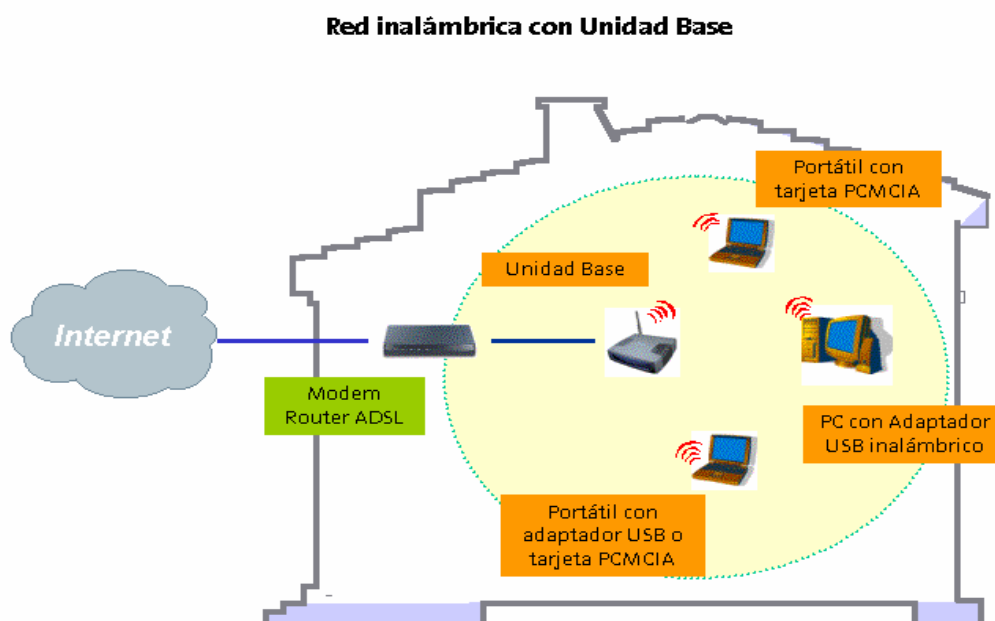 Red inalámbrica con Unidad Base
Portátil con
tarjeta PCMCIA
Unidad Base
Internet
Modem
Router ADSL
PC con Adaptador
USB inalámbrico
Portátil con
adaptador USB o
tarjeta PCMCIA